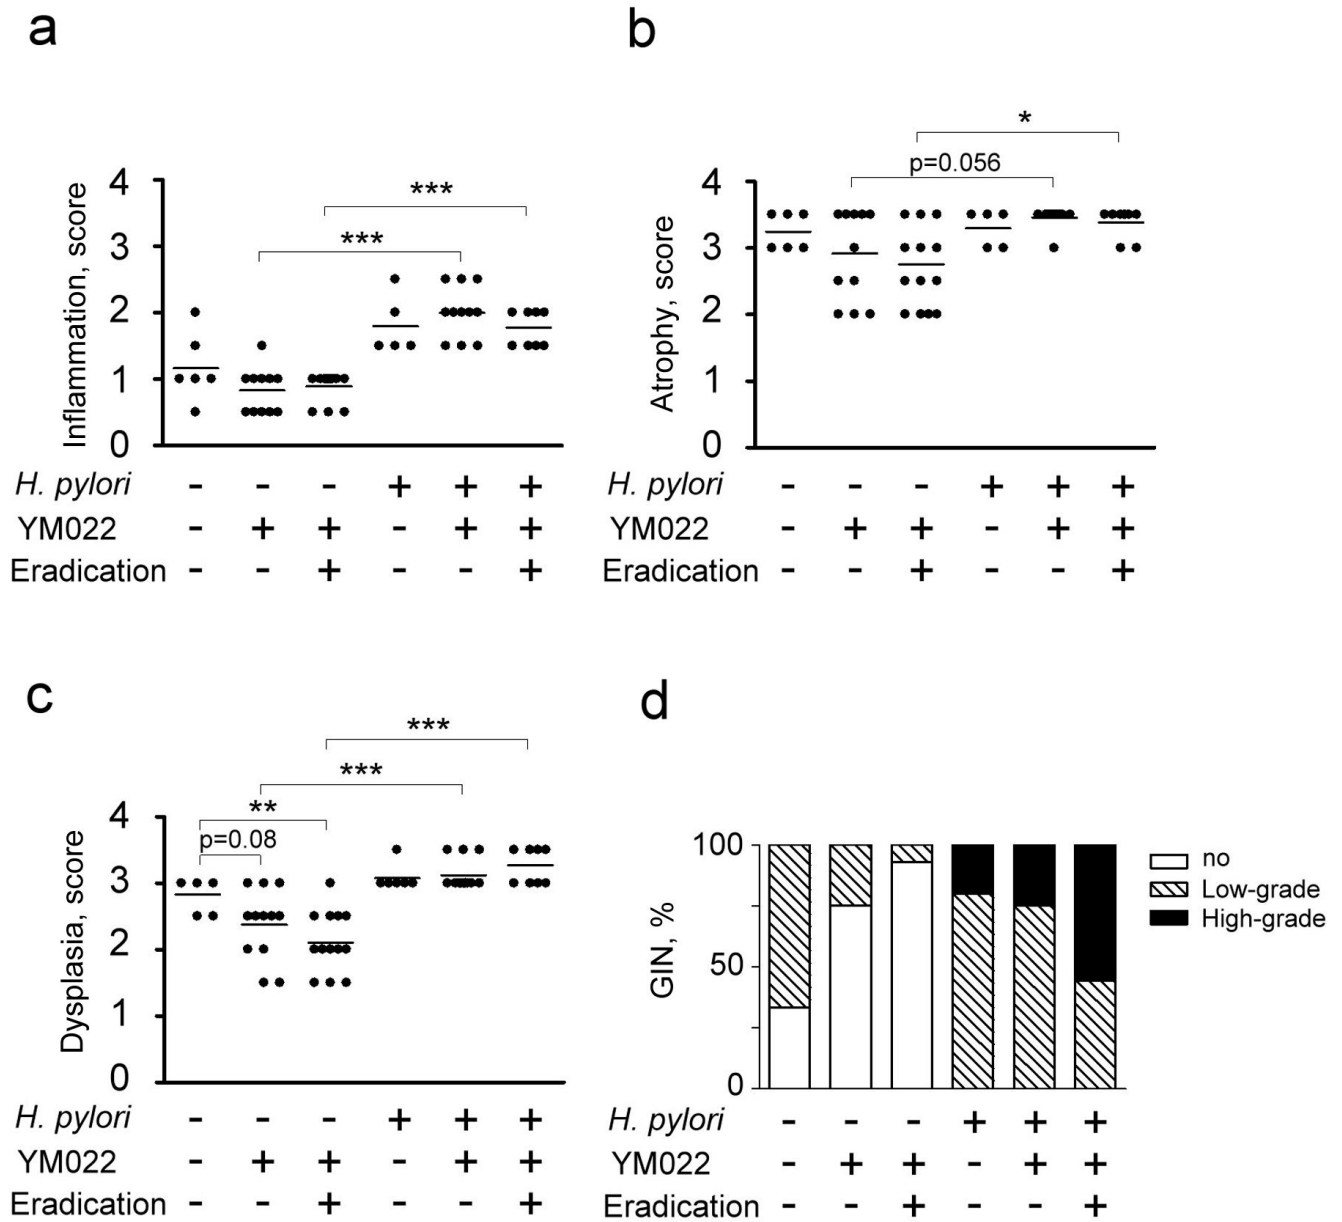 a
b
***
***
4
3
2
1
0
Inflammation, score
H. pylori - - - + + +
YM022 - + + - + +
Eradication - - + - - +
*
p=0.056
4
3
2
1
0
Atrophy, score
H. pylori - - - + + +
YM022 - + + - + +
Eradication - - + - - +
c
d
***
***
**
p=0.08
4
3
2
1
0
Dysplasia, score
H. pylori - - - + + +
YM022 - + + - + +
Eradication - - + - - +
100
50
0
GIN, %
no
Low-grade
High-grade
H. pylori - - - + + +
YM022 - + + - + +
Eradication - - + - - +